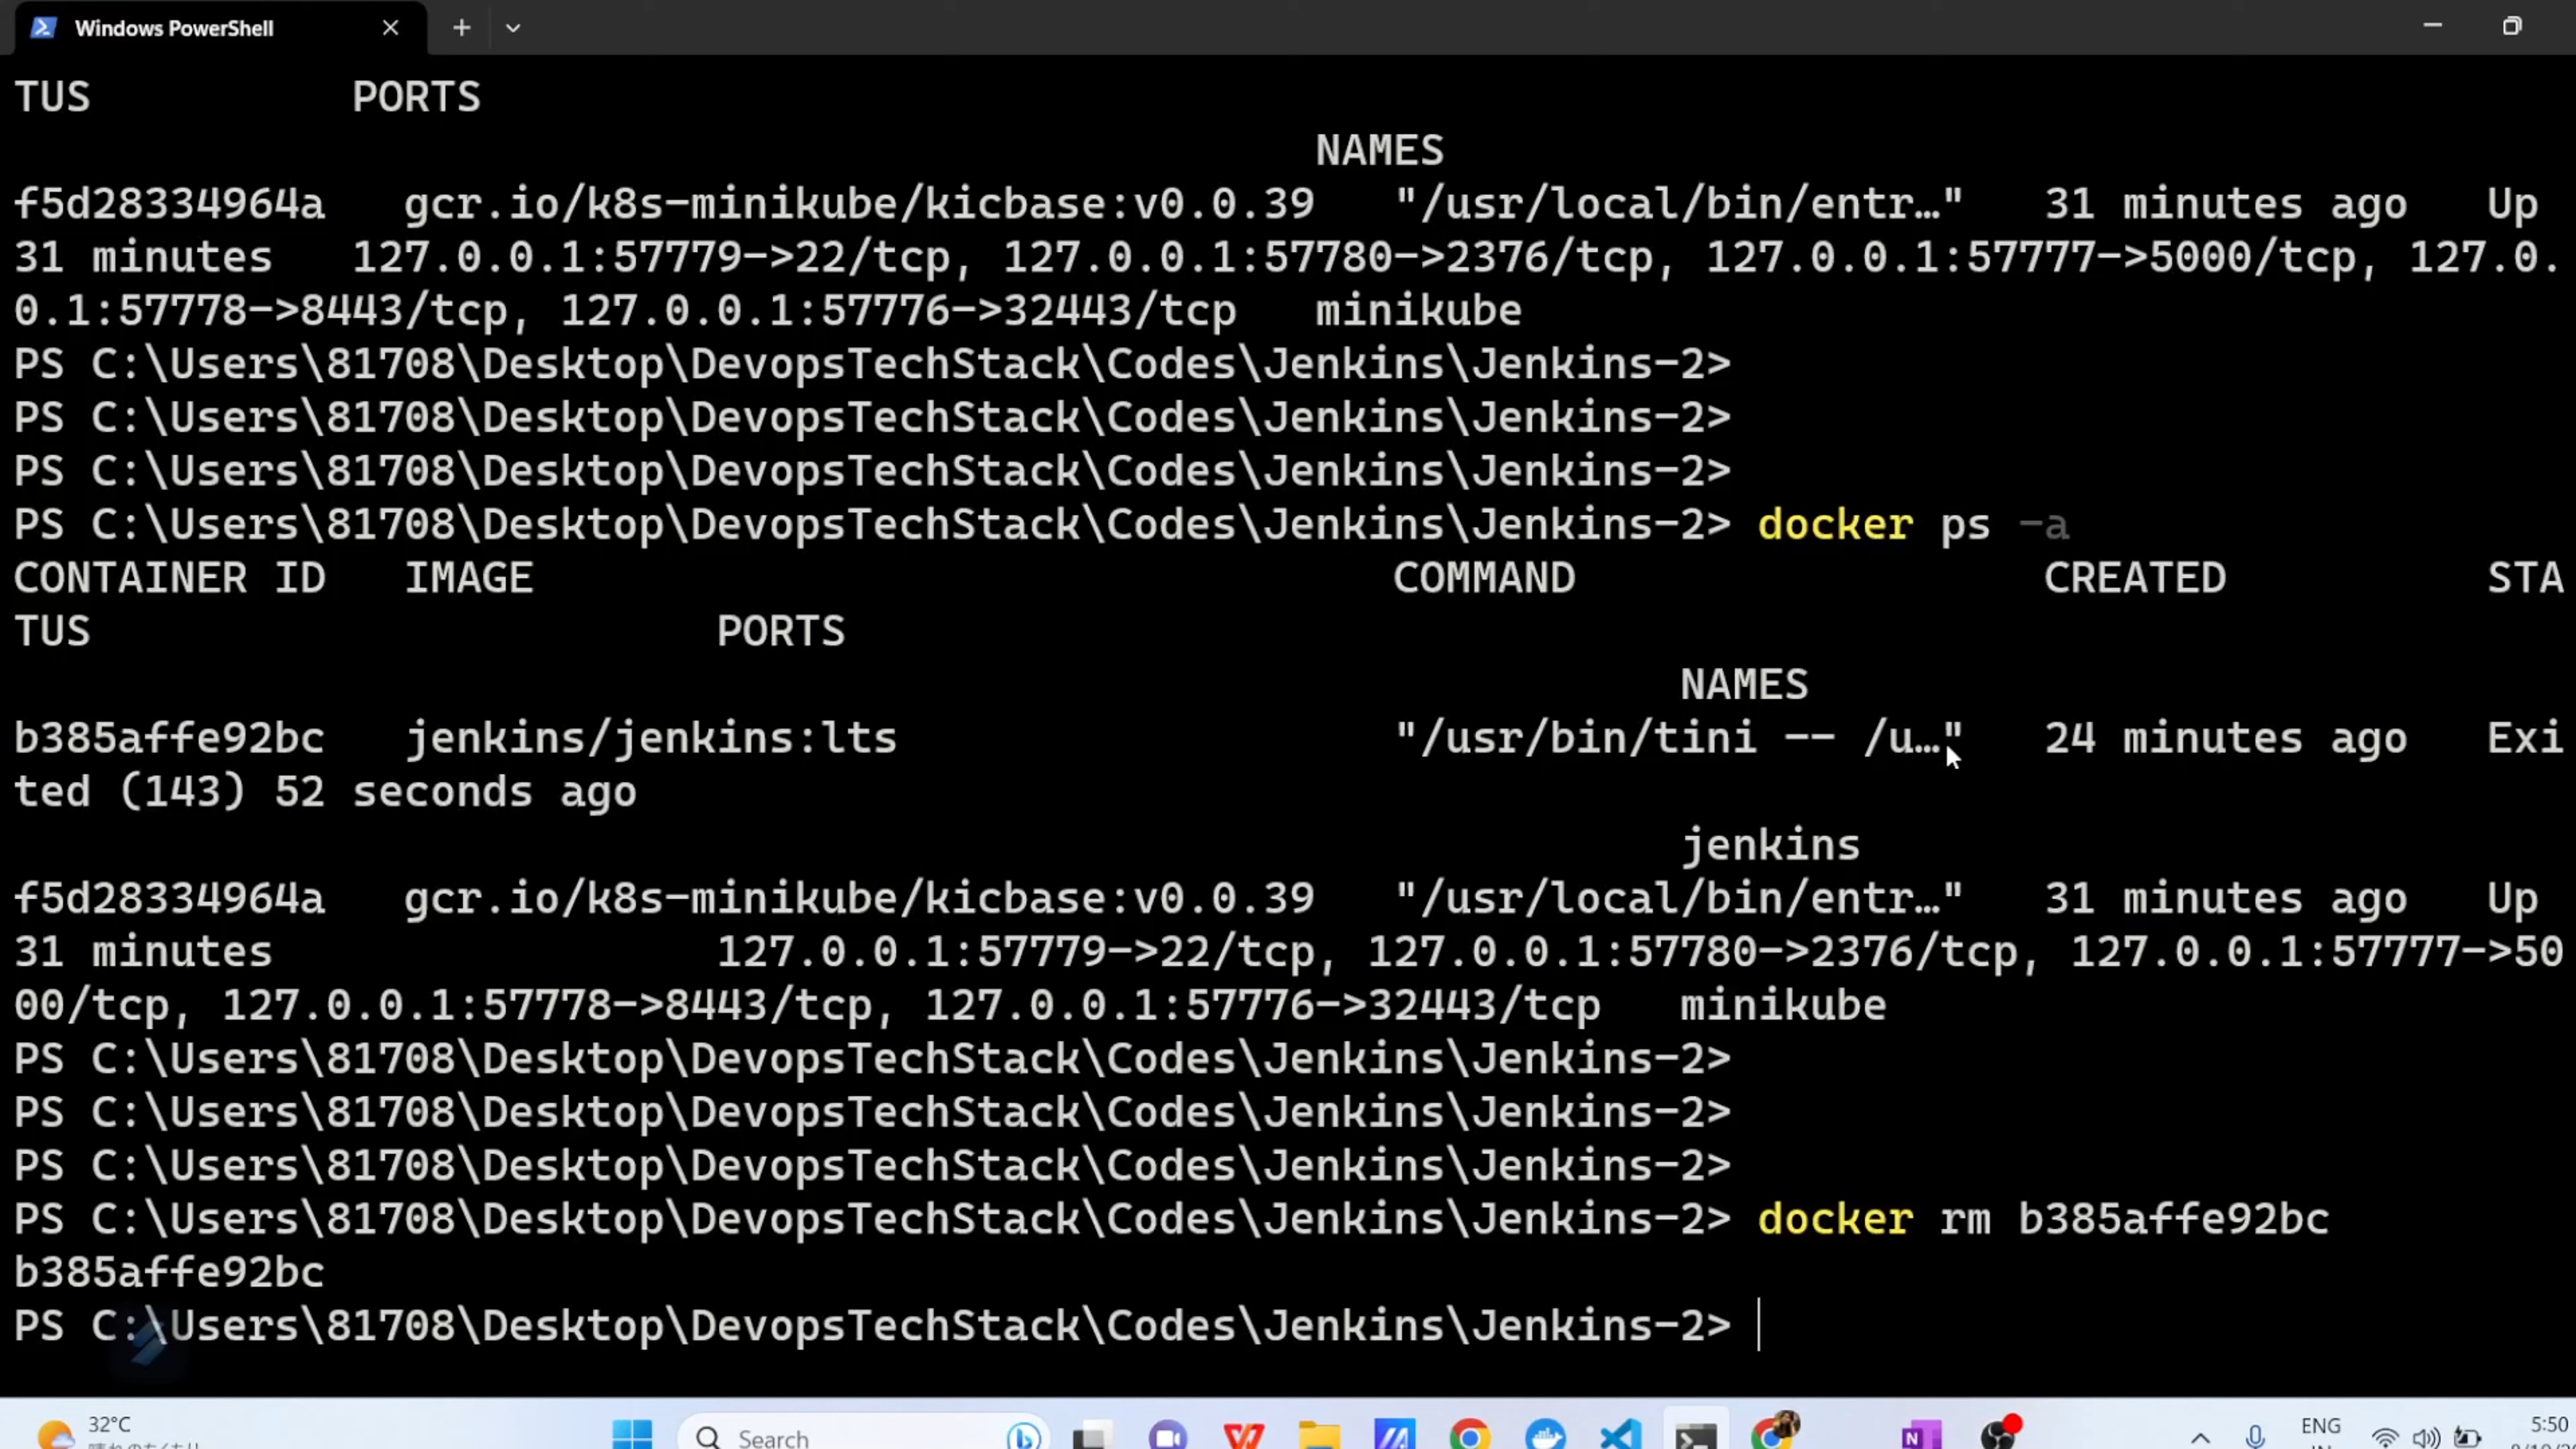 Windows PowerShell
TUS PORTS
NAMES
f5d28334964a gcr.io/k8s-minikube/kicbase:v0.0.39 "/usr/local/bin/entr…" 31 minutes ago Up
31 minutes 127.0.0.1:57779->22/tcp, 127.0.0.1:57780->2376/tcp, 127.0.0.1:57777->5000/tcp, 127.0.
0.1:57778->8443/tcp, 127.0.0.1:57776->32443/tcp minikube
PS C:\Users\81708\Desktop\DevopsTechStack\Codes\Jenkins\Jenkins-2>
PS C:\Users\81708\Desktop\DevopsTechStack\Codes\Jenkins\Jenkins-2>
PS C:\Users\81708\Desktop\DevopsTechStack\Codes\Jenkins\Jenkins-2>
PS C:\Users\81708\Desktop\DevopsTechStack\Codes\Jenkins\Jenkins-2> docker ps -a
CONTAINER ID IMAGE COMMAND CREATED STA
TUS PORTS
NAMES
b385affe92bc jenkins/jenkins:lts "/usr/bin/tini -- /u…" 24 minutes ago Exi
ted (143) 52 seconds ago
jenkins
f5d28334964a gcr.io/k8s-minikube/kicbase:v0.0.39 "/usr/local/bin/entr…" 31 minutes ago Up
31 minutes 127.0.0.1:57779->22/tcp, 127.0.0.1:57780->2376/tcp, 127.0.0.1:57777->50
00/tcp, 127.0.0.1:57778->8443/tcp, 127.0.0.1:57776->32443/tcp minikube
PS C:\Users\81708\Desktop\DevopsTechStack\Codes\Jenkins\Jenkins-2>
PS C:\Users\81708\Desktop\DevopsTechStack\Codes\Jenkins\Jenkins-2>
PS C:\Users\81708\Desktop\DevopsTechStack\Codes\Jenkins\Jenkins-2>
PS C:\Users\81708\Desktop\DevopsTechStack\Codes\Jenkins\Jenkins-2> docker rm b385affe92bc
b385affe92bc
PS C:\Users\81708\Desktop\DevopsTechStack\Codes\Jenkins\Jenkins-2>
32°C
Search
ENG
5:50